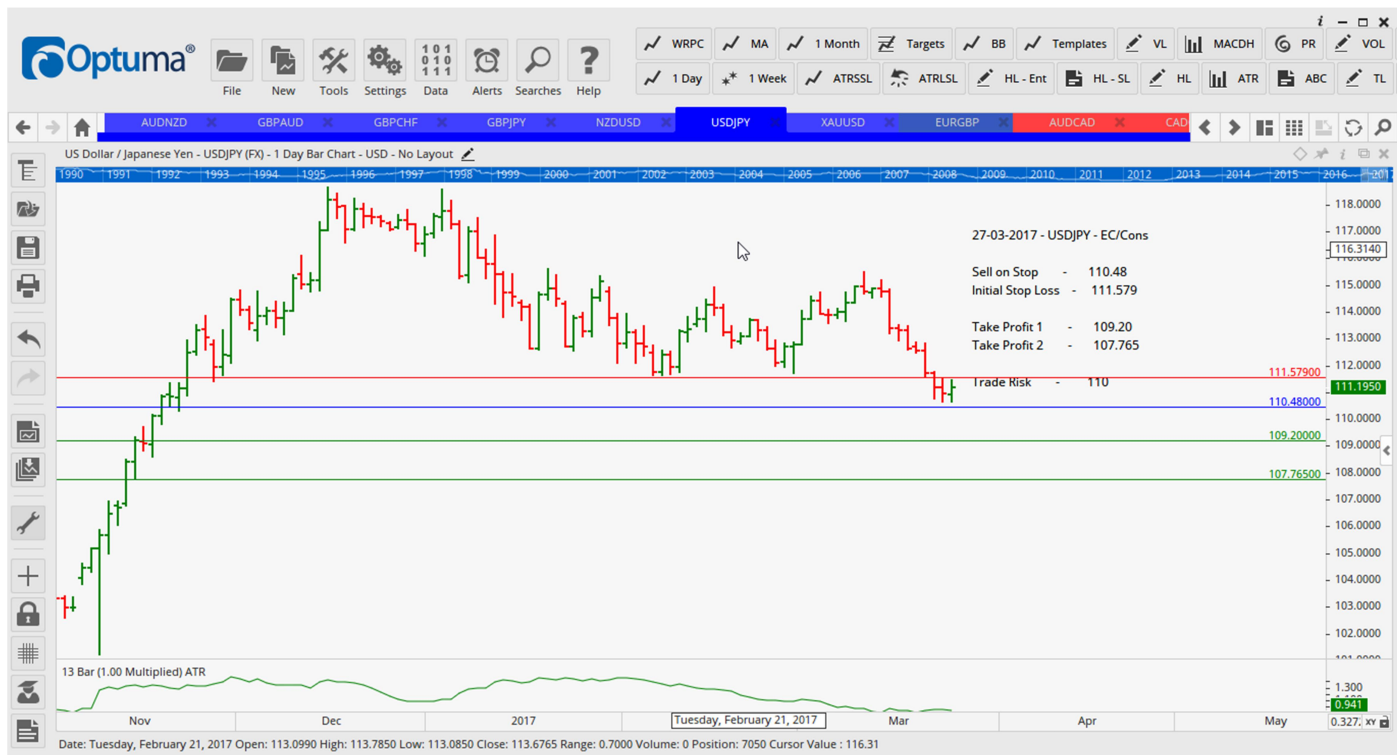 i
Optuma®
File
New
Tools
Settings
101 010 111
Data
Alerts
Searches
?
Help
WRPC
MA
1 Month
Targets
BB
Templates
VL
MACDH
PR
VOL
1 Day
1 Week
ATRSSL
ATRLSL
HL - Ent
HL - SL
HL
ATR
ABC
TL
AUDNZD
GBPAUD
GBPCHF
GBPJPY
NZDUSD
USDJPY
XAUUSD
EURGBP
AUDCAD
CAD
US Dollar / Japanese Yen - USDJPY (FX) - 1 Day Bar Chart - USD - No Layout
1990 1991 1992 1993 1994 1995 1996 1997 1998 1999 2000 2001 2002 2003 2004 2005 2006 2007 2008 2009 2010 2011 2012 2013 2014 2015 2016
27-03-2017 - USDJPY - EC/Cons
Sell on Stop - 110.48
Initial Stop Loss - 111.579
Take Profit 1 - 109.20
Take Profit 2 - 107.765
Trade Risk - 110
111.57900
110.48000
109.20000
107.76500
118.0000
117.0000
116.3140
115.0000
114.0000
113.0000
112.0000
111.1950
110.0000
109.0000
108.0000
107.0000
106.0000
105.0000
104.0000
103.0000
102.0000
13 Bar (1.00 Multiplied) ATR
1.300
0.941
Nov
Dec
2017
Tuesday, February 21, 2017
Mar
Apr
May
0.327
XY
Date: Tuesday, February 21, 2017 Open: 113.0990 High: 113.7850 Low: 113.0850 Close: 113.6765 Range: 0.7000 Volume: 0 Position: 7050 Cursor Value : 116.31